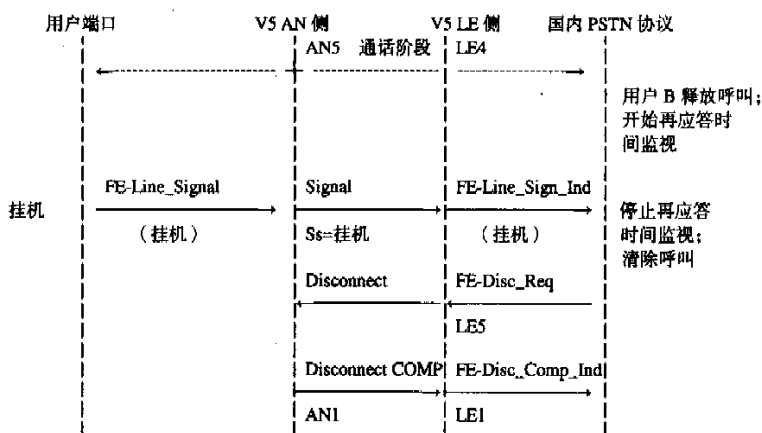 用户端口 V5 AN 侧 V5 LE 侧 国内 PSTN 协议
AN5 通话阶段 LE4
用户 B 释放呼叫;
开始再应答时
间监视
FE-Line_Signal Signal FE-Line_Sign_Ind
挂机 (挂机) Ss=挂机 (挂机) 停止再应答
时间监视;
清除呼叫
Disconnect FE-Disc_Req
LE5
Disconnect COMP FE-Disc_Comp_Ind
AN1 LE1